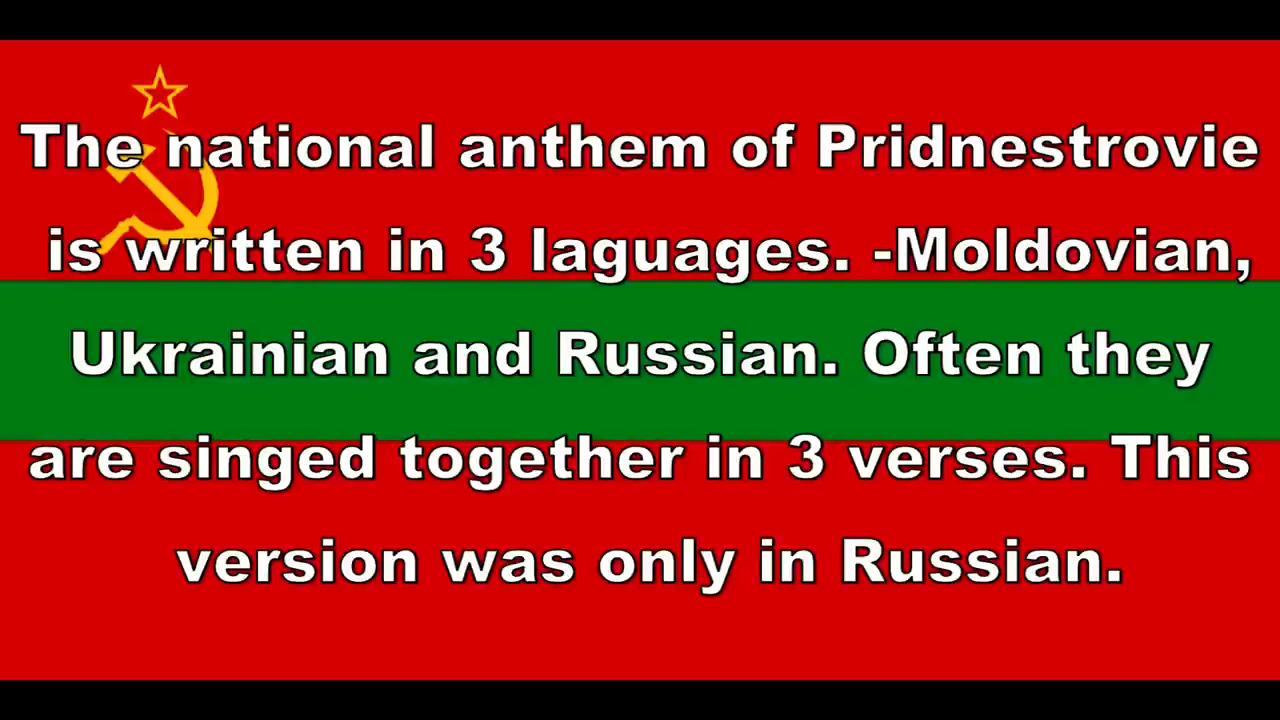 The national anthem of Pridnestrovie
is written in 3 laguages. -Moldovian,
Ukrainian and Russian. Often they
are singed together in 3 verses. This
version was only in Russian.